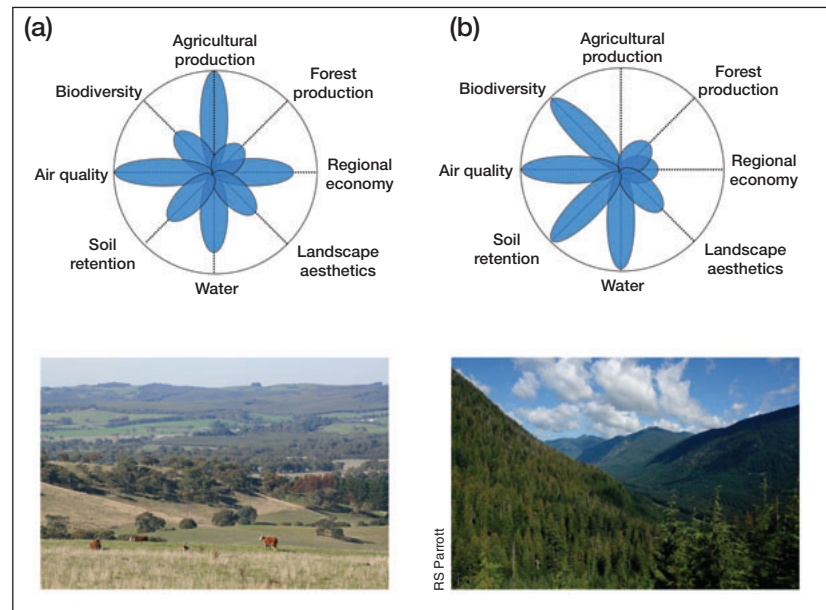 (a)
Agricultural
production
Forest
production
Regional
economy
Landscape
aesthetics
Water
Soil
retention
Air quality
Biodiversity
(b)
Agricultural
production
Forest
production
Regional
economy
Landscape
aesthetics
Water
Soil
retention
Air quality
Biodiversity
RS Parrott